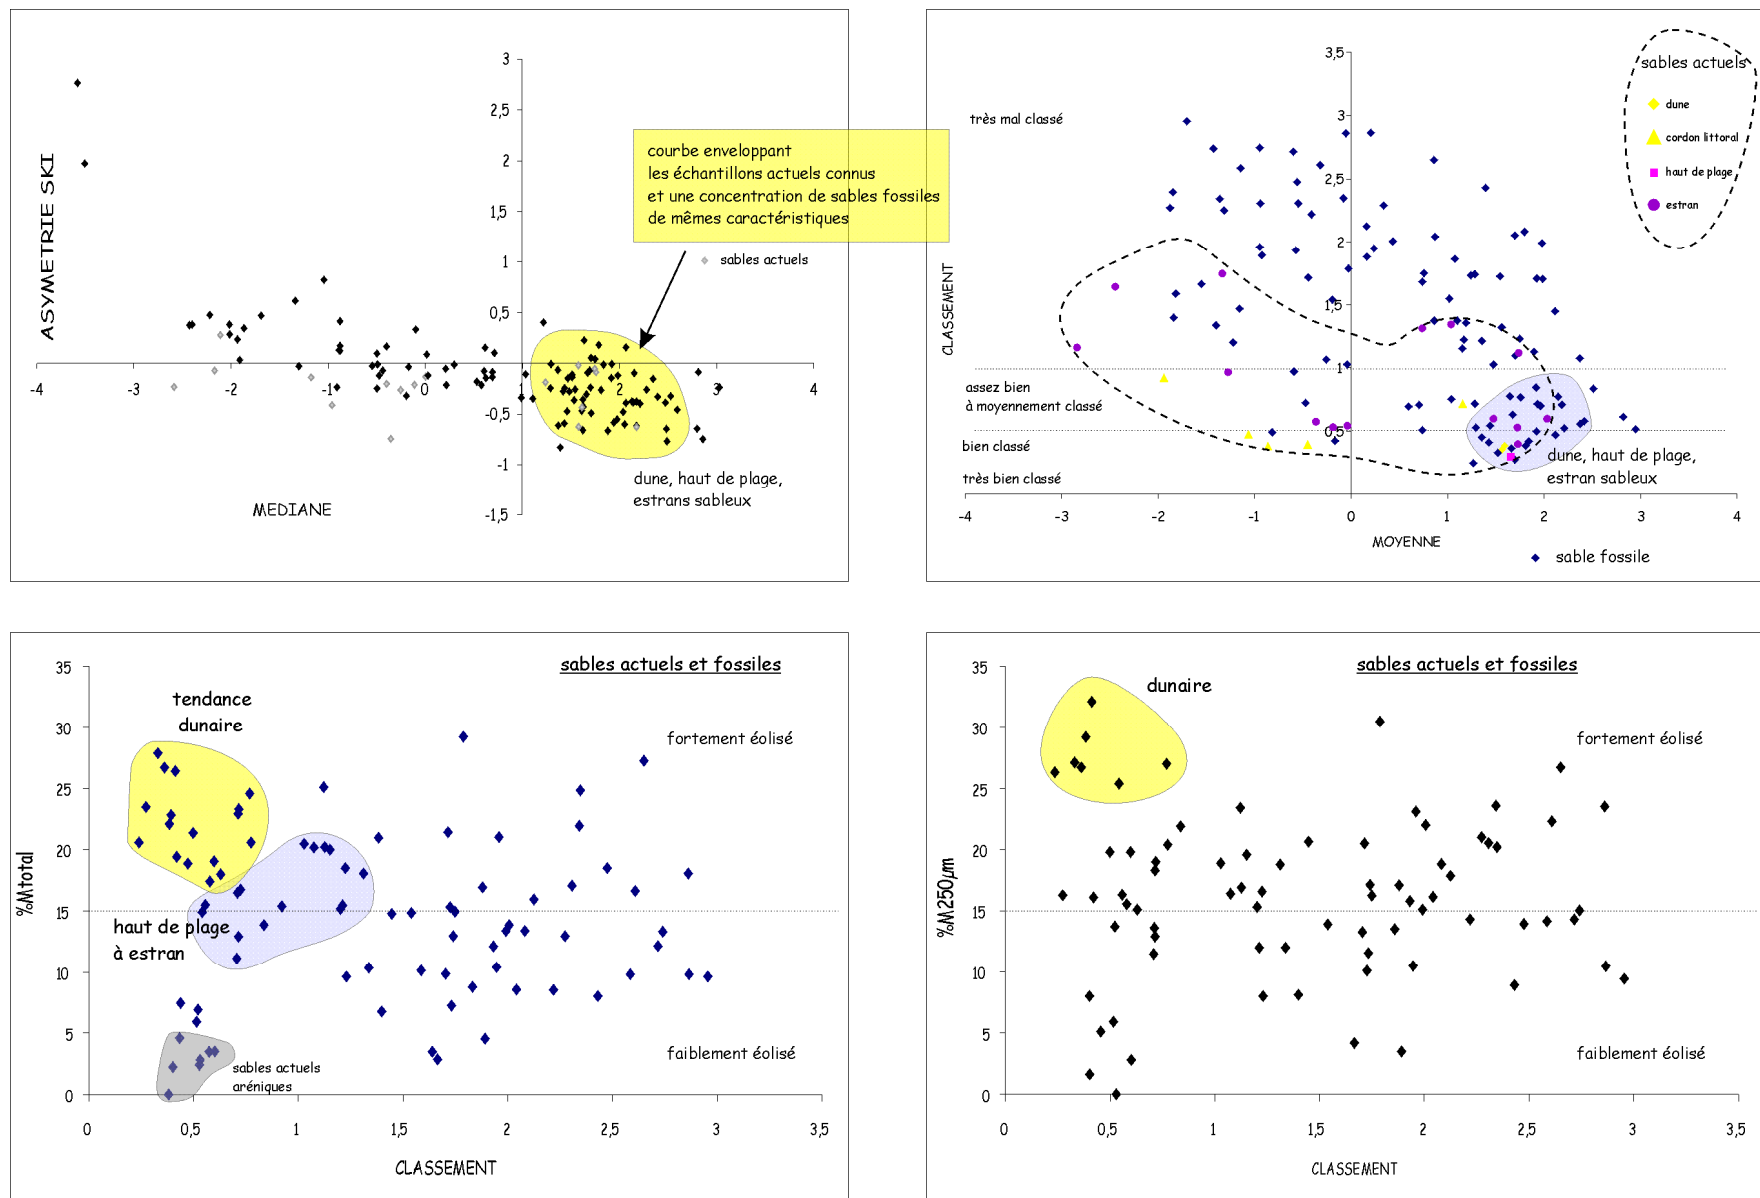 3
2,5
2
1,5
1
0,5
-0,5
-1
-1,5
-4
-3
-2
-1
0
2
3
4
ASYMETRIE SKI
MEDIANE
courbe enveloppant
les échantillons actuels connus
et une concentration de sables fossiles
de mêmes caractéristiques
sables actuels
dune, haut de plage,
estrans sableux
3,5
3
2,5
2
1,5
1
0,5
très mal classé
CLASSEMENT
assez bien
à moyennement classé
bien classé
très bien classé
sables actuels
dune
cordon littoral
haut de plage
estran
dune, haut de plage,
estran sableux
-4
-3
-2
-1
0
1
2
3
4
MOYENNE
sable fossile
sables actuels et fossiles
35
30
25
20
15
10
5
0
%Mtotal
tendance
dunaire
fortement éolisé
haut de plage
à estran
sables actuels
aréniques
faiblement éolisé
0
0,5
1
1,5
2
2,5
3
3,5
CLASSEMENT
sables actuels et fossiles
35
30
25
20
15
10
5
0
%M250µm
dunaire
fortement éolisé
faiblement éolisé
0
0,5
1
1,5
2
2,5
3
3,5
CLASSEMENT